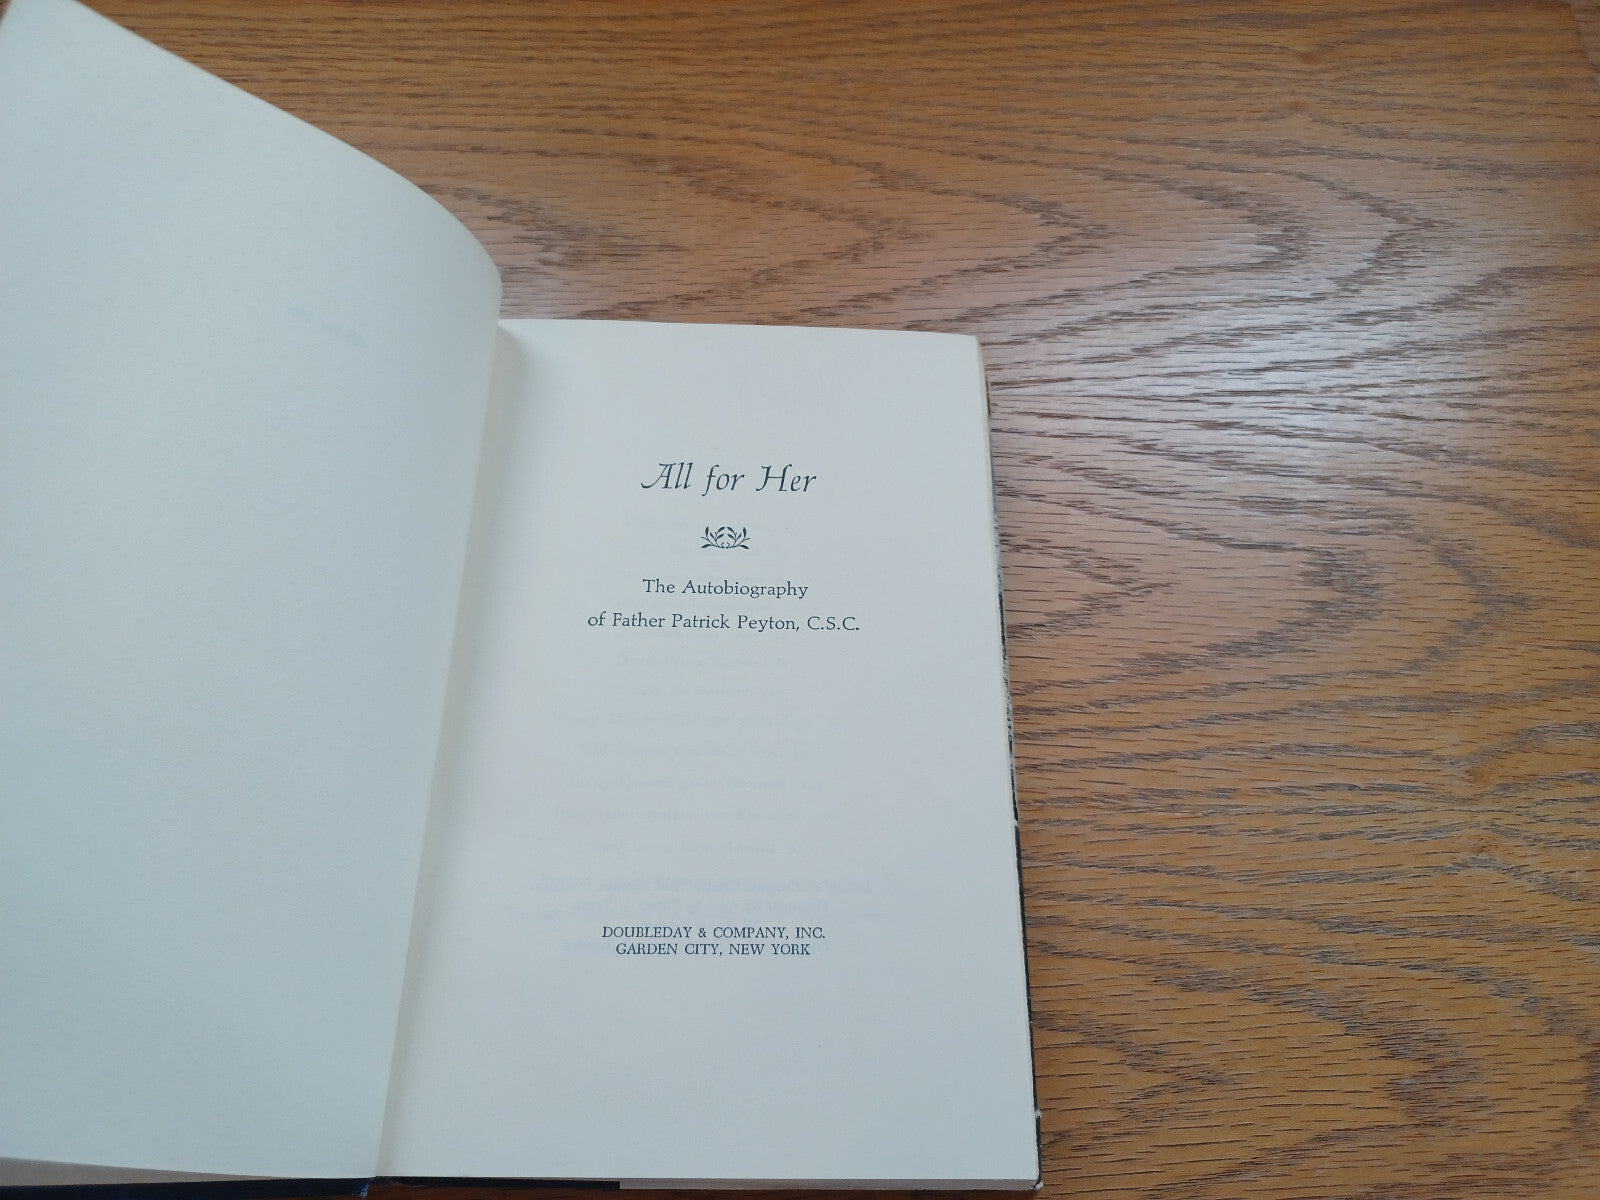 All for Her
The Autobiography
of Father Patrick Peyton, C.S.C.
DOUBLEDAY & COMPANY, INC.
GARDEN CITY, NEW YORK